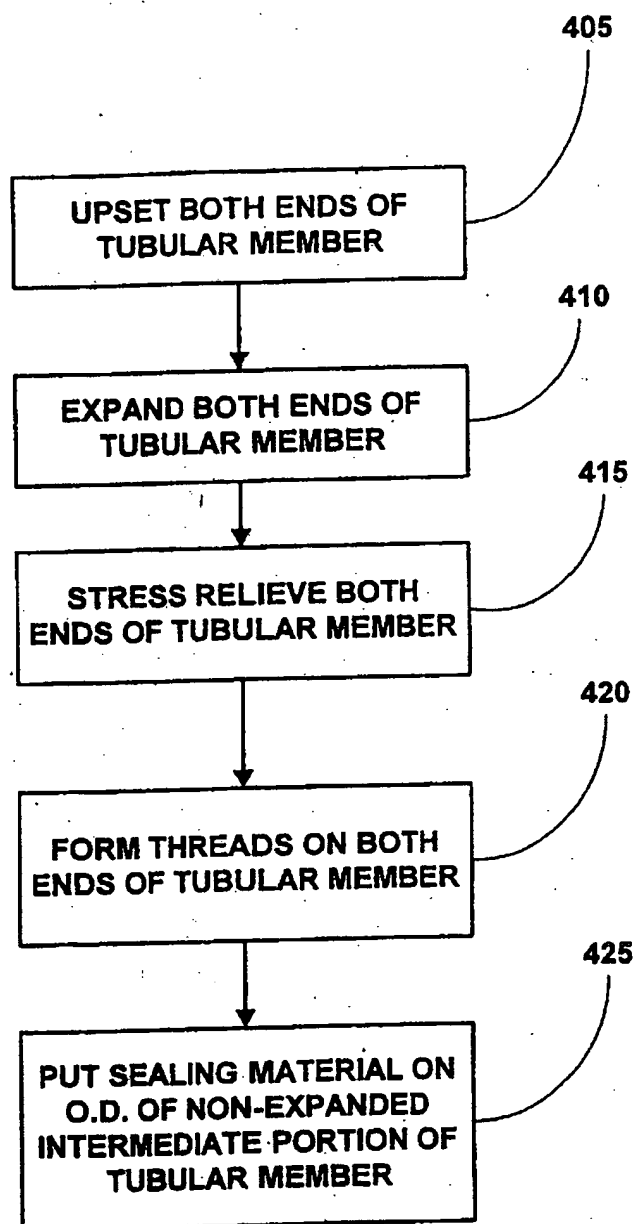 405
UPSET BOTH ENDS OF
TUBULAR MEMBER
410
EXPAND BOTH ENDS OF
TUBULAR MEMBER
415
STRESS RELIEVE BOTH
ENDS OF TUBULAR MEMBER
420
FORM THREADS ON BOTH
ENDS OF TUBULAR MEMBER
425
PUT SEALING MATERIAL ON
O.D. OF NON-EXPANDED
INTERMEDIATE PORTION OF
TUBULAR MEMBER